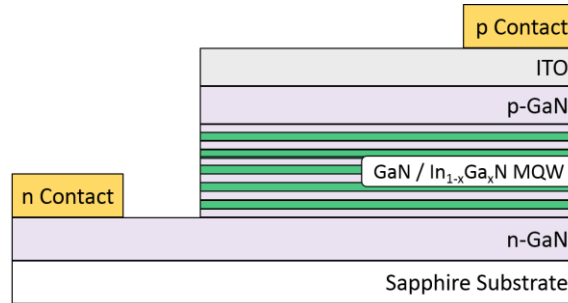 p Contact
ITO
p-GaN
GaN / In₁₋ₓGaₓN MQW
n Contact
n-GaN
Sapphire Substrate